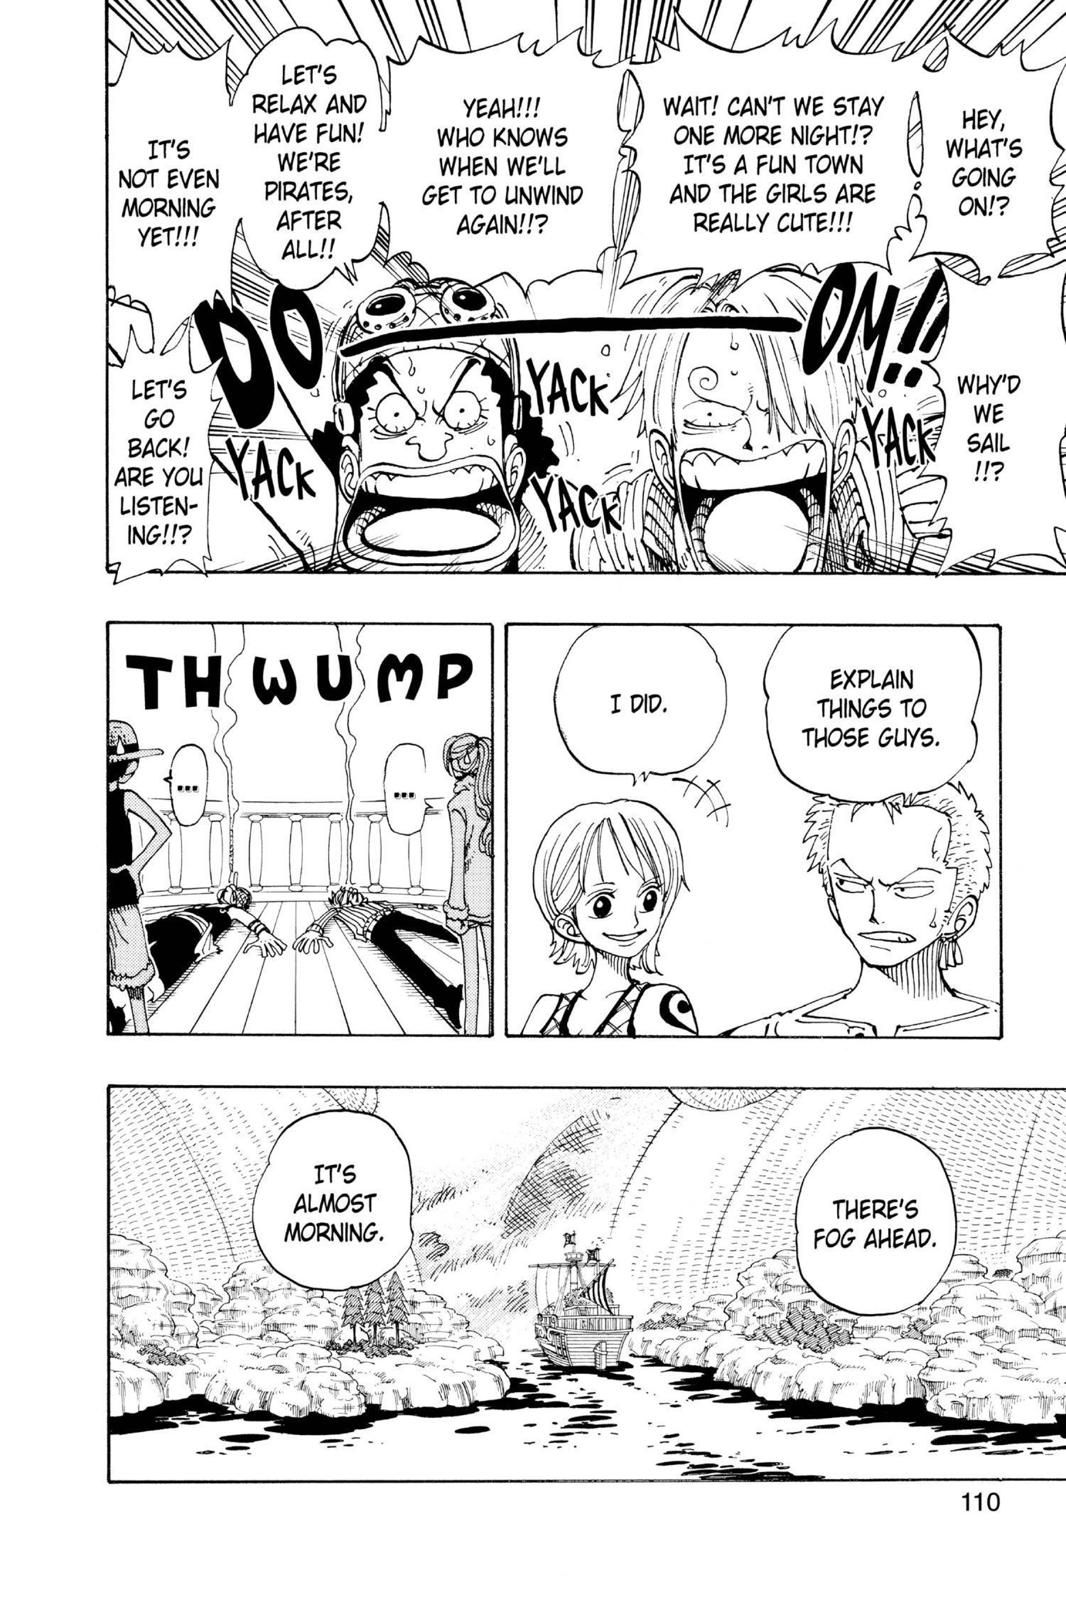 HEY,
WHAT'S
GOING
ON!?
WAIT! CAN'T WE STAY
ONE MORE NIGHT!?
IT'S A FUN TOWN
AND THE GIRLS ARE
REALLY CUTE!!!
YEAH!!!
WHO KNOWS
WHEN WE'LL
GET TO UNWIND
AGAIN!!?
LET'S
RELAX AND
HAVE FUN!
WE'RE
PIRATES,
AFTER
ALL!!
IT'S
NOT EVEN
MORNING
YET!!!
WHY'D
WE
SAIL
!!?
LET'S
GO
BACK!
ARE YOU
LISTEN-
ING!!?
DOOM!!
YACK
YACK
YACK
YACK
EXPLAIN
THINGS TO
THOSE GUYS.
I DID.
THWUMP
...
...
THERE'S
FOG AHEAD.
IT'S
ALMOST
MORNING.
110